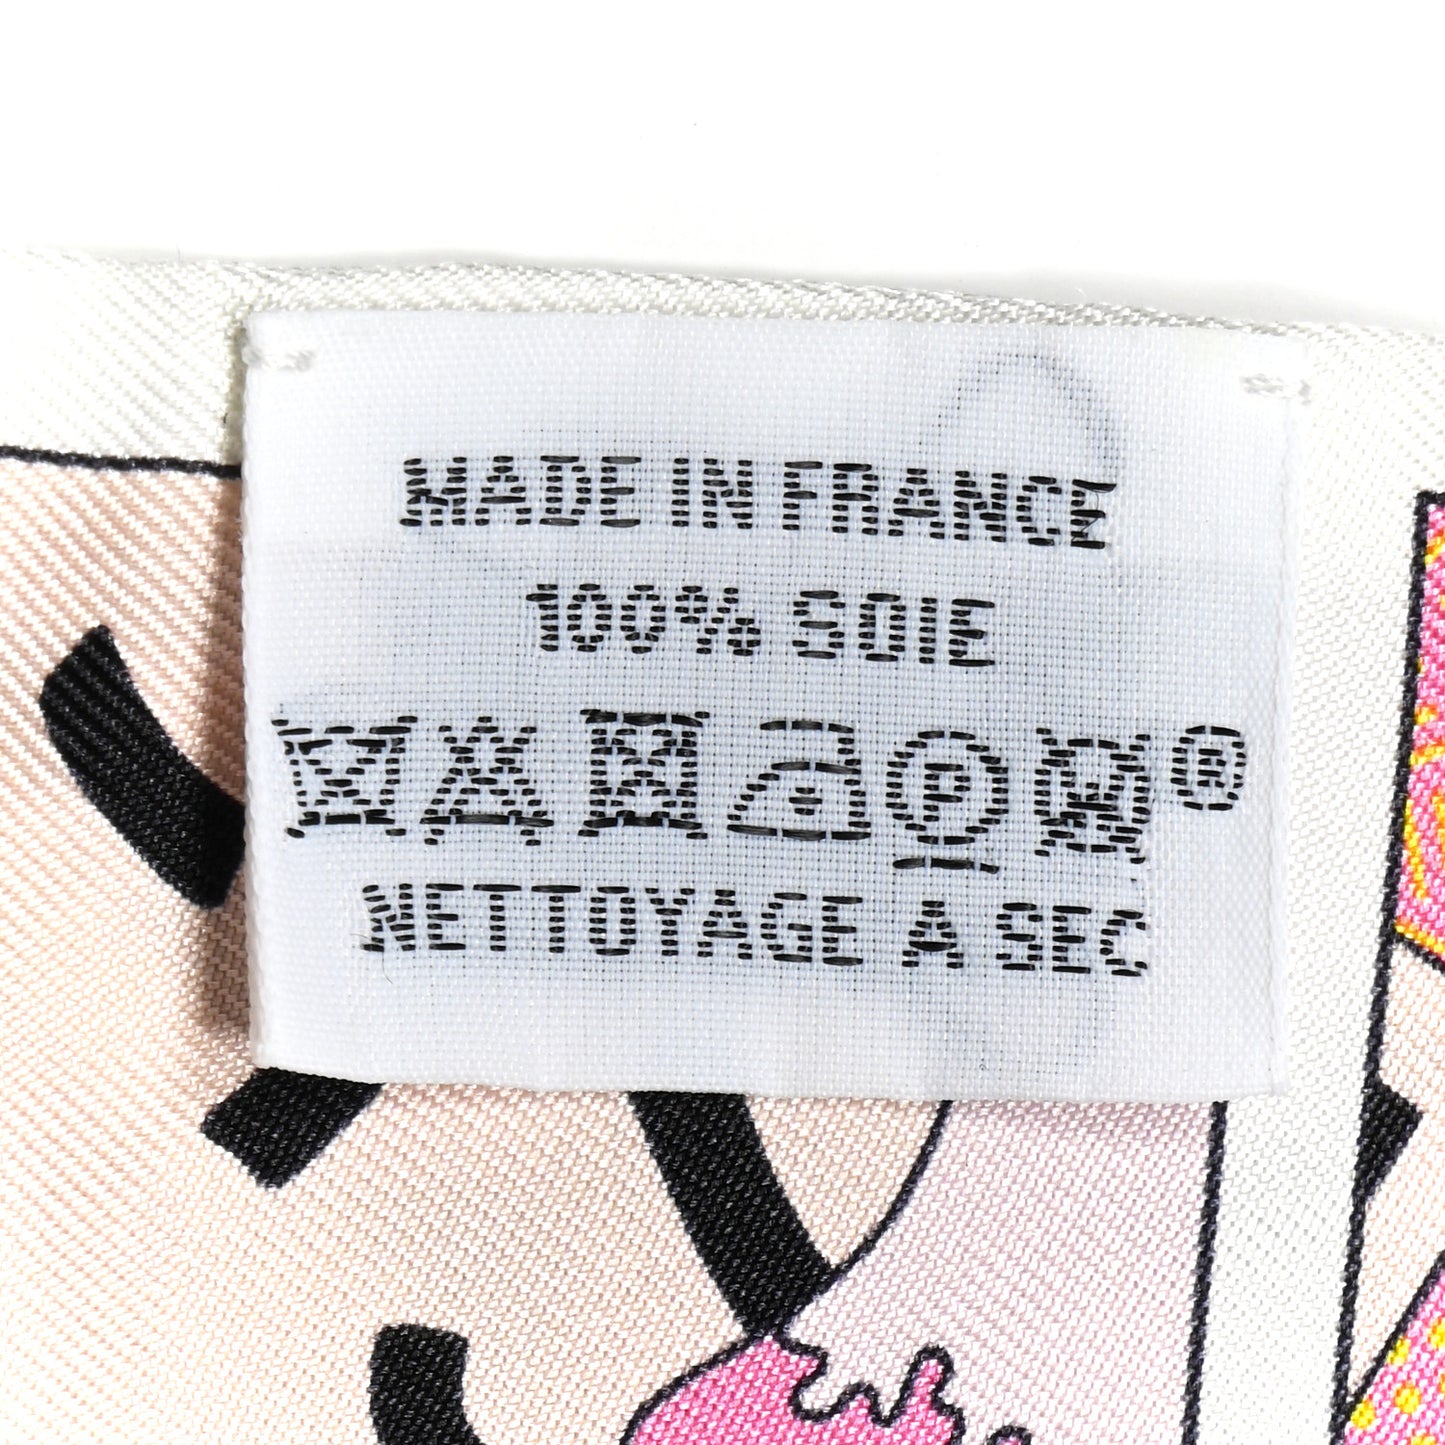 MADE IN FRANCE
100% SOIE
P ®
NETTOYAGE A SEC